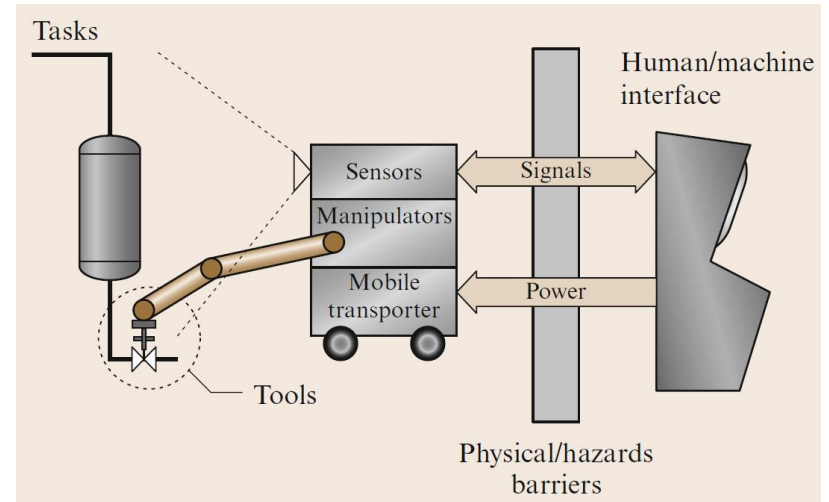 Tasks
Human/machine
interface
Sensors
Signals
Manipulators
Mobile
transporter
Power
Tools
Physical/hazards
barriers